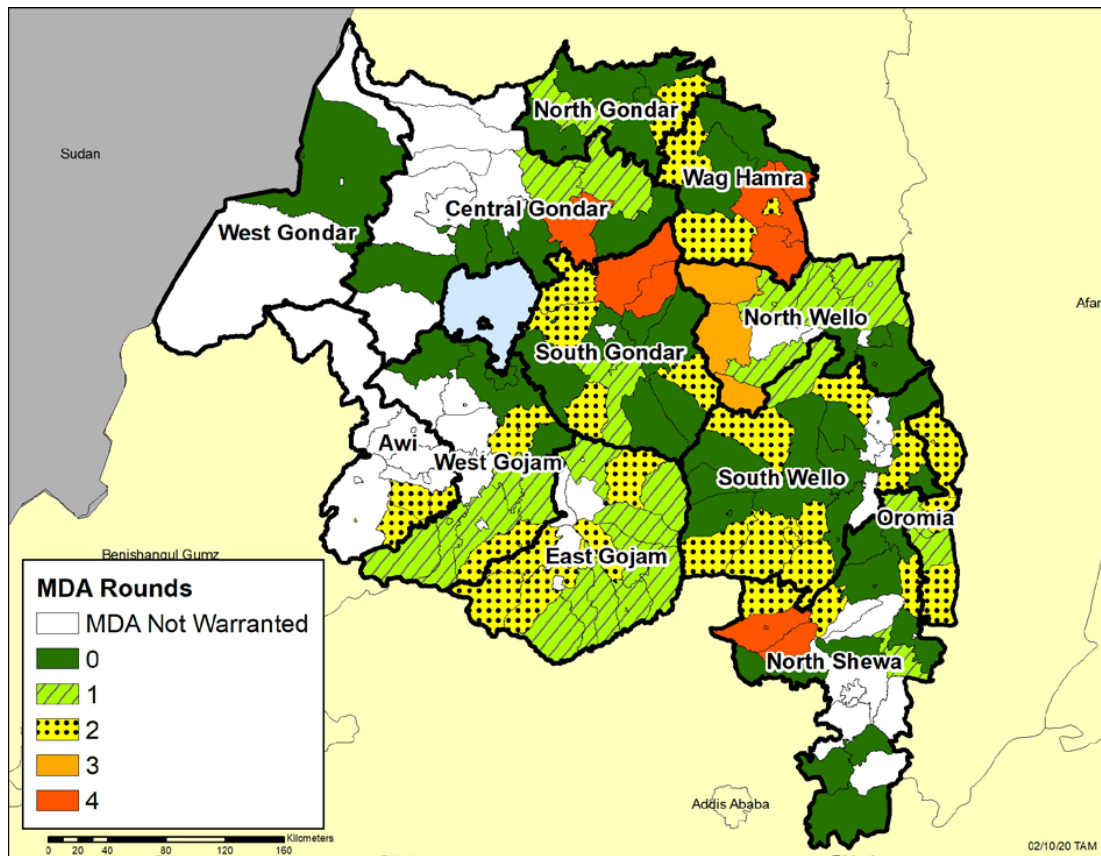 North Gondar
Sudan
Wag Hamra
Central Gondar
West Gondar
Afar
North Wello
South Gondar
Awi
West Gojam
South Wello
Oromia
Benishangul Gumz
East Gojam
MDA Rounds
MDA Not Warranted
0
1
2
3
4
North Shewa
Addis Ababa
Kilometers
0 20 40 80 120 160
02/10/20 TAM